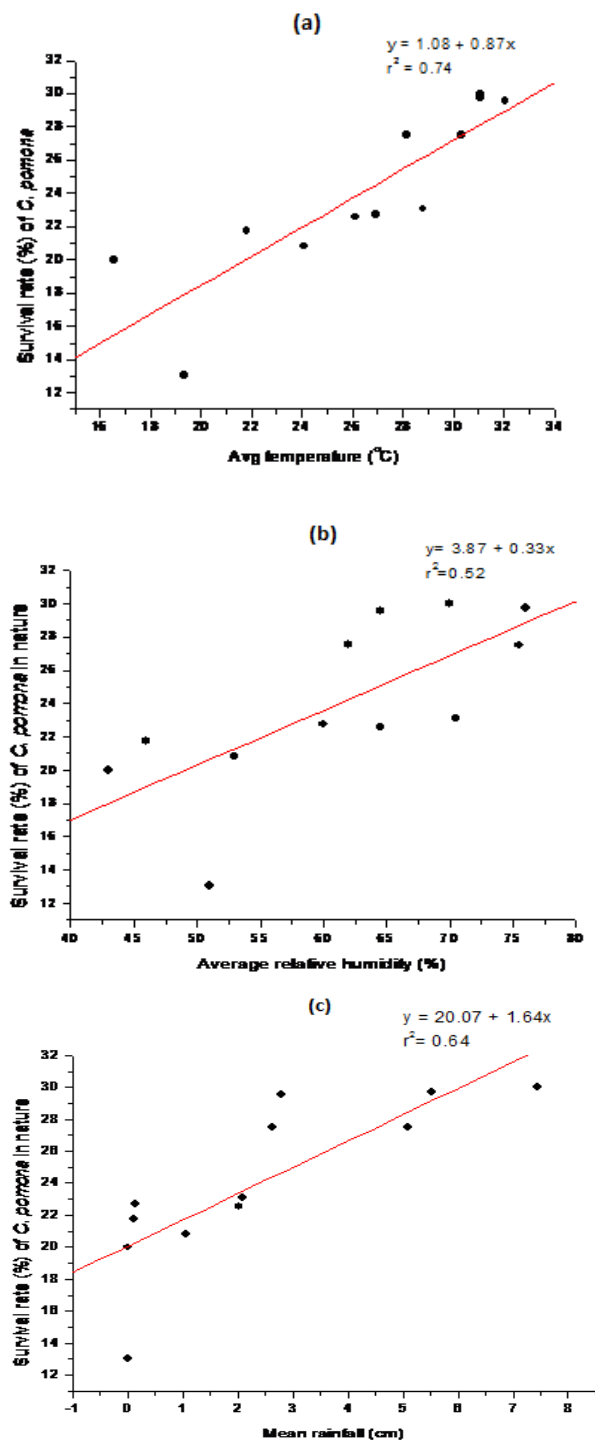 (a)
y = 1.08 + 0.87x
r² = 0.74
32
30
28
26
24
22
20
18
16
14
12
Survival rate (%) of C. pomona
16 18 20 22 24 26 28 30 32 34
Avg temperature (°C)
(b)
y= 3.87 + 0.33x
r²=0.52
32
30
28
26
24
22
20
18
16
14
12
Survival rate (%) of C. pomona in nature
40 45 50 55 60 65 70 75 80
Average relative humidity (%)
(c)
y = 20.07 + 1.64x
r² = 0.64
32
30
28
26
24
22
20
18
16
14
12
Survival rate (%) of C. pomona in nature
-1 0 1 2 3 4 5 6 7 8
Mean rainfall (cm)